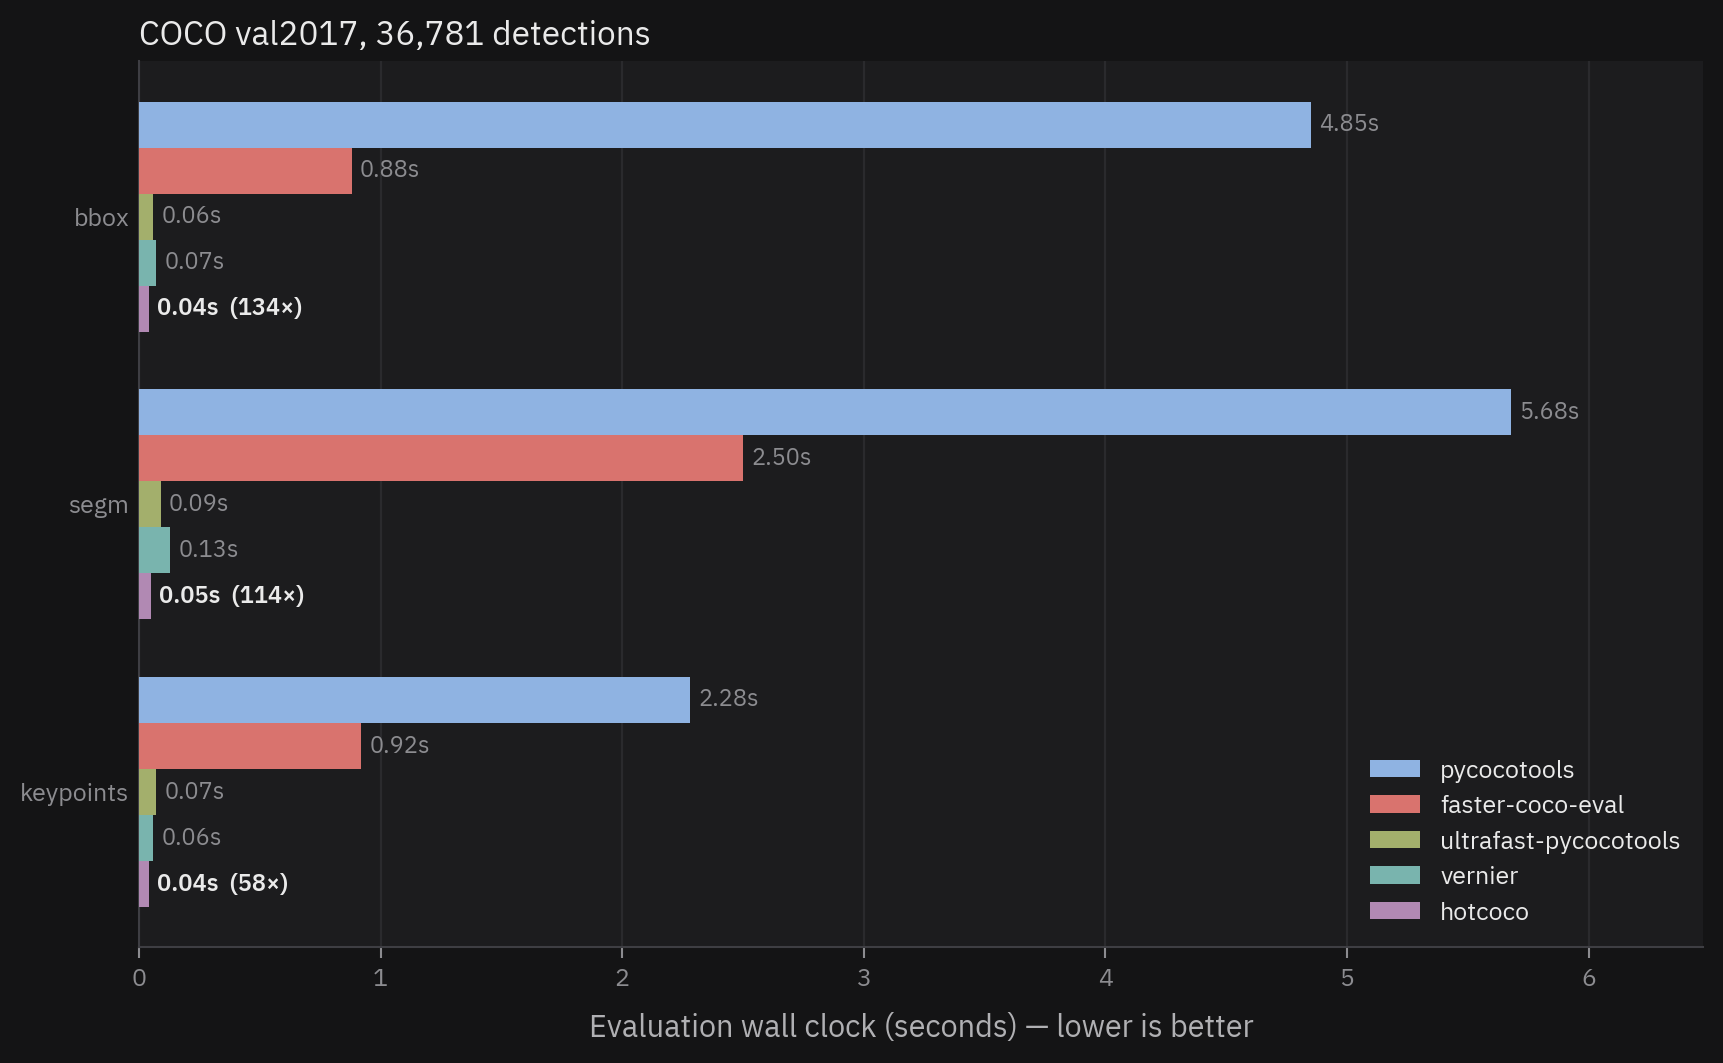 COCO val2017, 36,781 detections
4.85s
0.88s
bbox
0.06s
0.07s
0.04s (134×)
5.68s
2.50s
segm
0.09s
0.13s
0.05s (114×)
2.28s
0.92s
keypoints
0.07s
0.06s
0.04s (58×)
pycocotools
faster-coco-eval
ultrafast-pycocotools
vernier
hotcoco
0 1 2 3 4 5 6
Evaluation wall clock (seconds) — lower is better